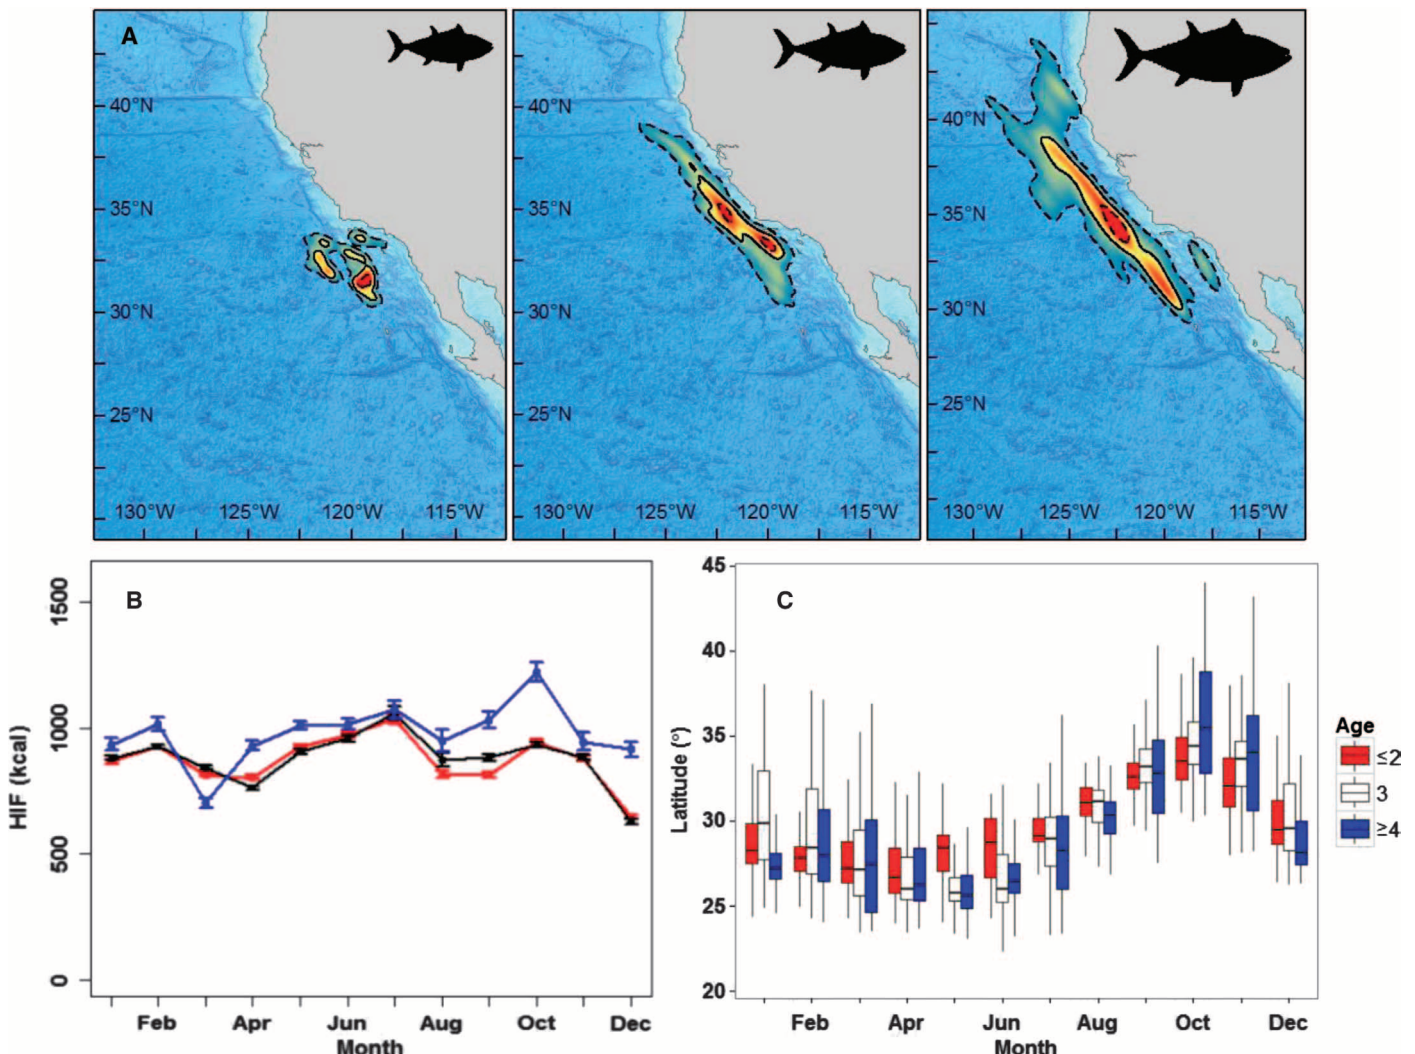 A
40°N
35°N
30°N
25°N
130°W 125°W 120°W 115°W
40°N
35°N
30°N
25°N
130°W 125°W 120°W 115°W
40°N
35°N
30°N
25°N
130°W 125°W 120°W 115°W
B
HIF (kcal)
1500
1000
500
0
Feb Apr Jun Aug Oct Dec
Month
C
Latitude (°)
45
40
35
30
25
20
Feb Apr Jun Aug Oct Dec
Month
Age
≤2
3
≥4